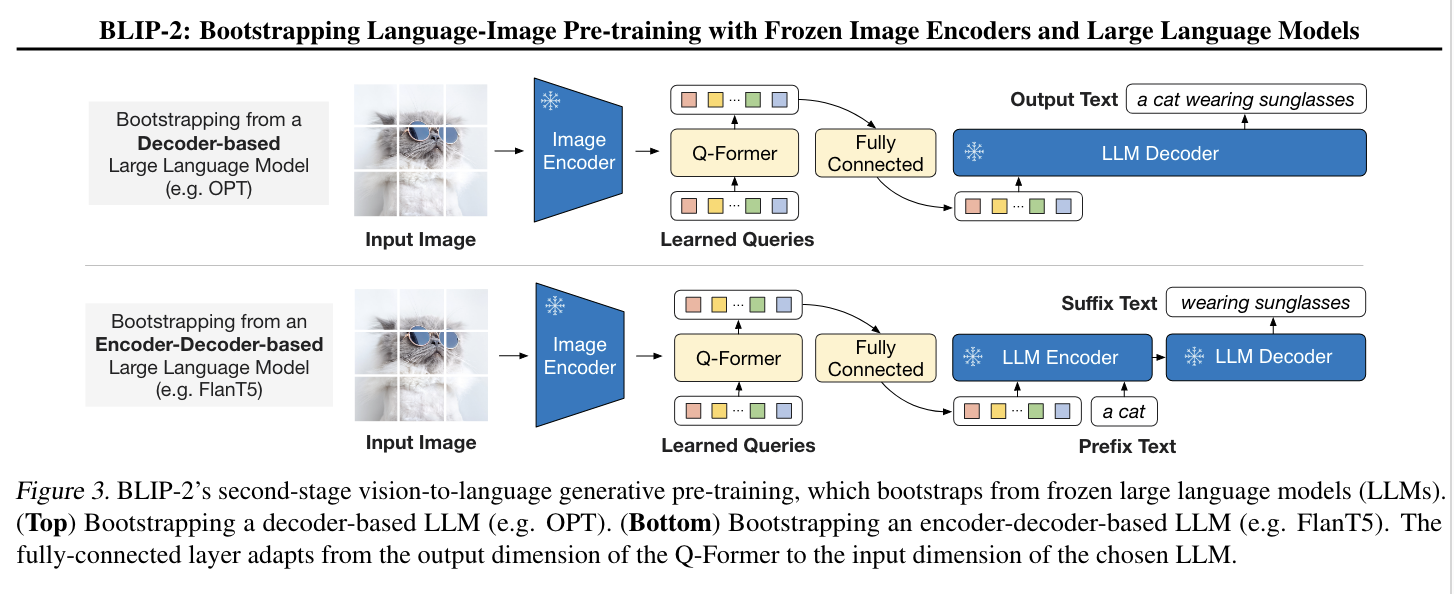 BLIP-2: Bootstrapping Language-Image Pre-training with Frozen Image Encoders and Large Language Models
Bootstrapping from a
Decoder-based
Large Language Model
(e.g. OPT)
Input Image
Image
Encoder
...
Q-Former
...
Learned Queries
Fully
Connected
Output Text
a cat wearing sunglasses
LLM Decoder
...
Bootstrapping from an
Encoder-Decoder-based
Large Language Model
(e.g. FlanT5)
Input Image
Image
Encoder
...
Q-Former
...
Learned Queries
Fully
Connected
Suffix Text
wearing sunglasses
LLM Encoder
LLM Decoder
...
a cat
Prefix Text
Figure 3. BLIP-2's second-stage vision-to-language generative pre-training, which bootstraps from frozen large language models (LLMs).
(Top) Bootstrapping a decoder-based LLM (e.g. OPT). (Bottom) Bootstrapping an encoder-decoder-based LLM (e.g. FlanT5). The
fully-connected layer adapts from the output dimension of the Q-Former to the input dimension of the chosen LLM.